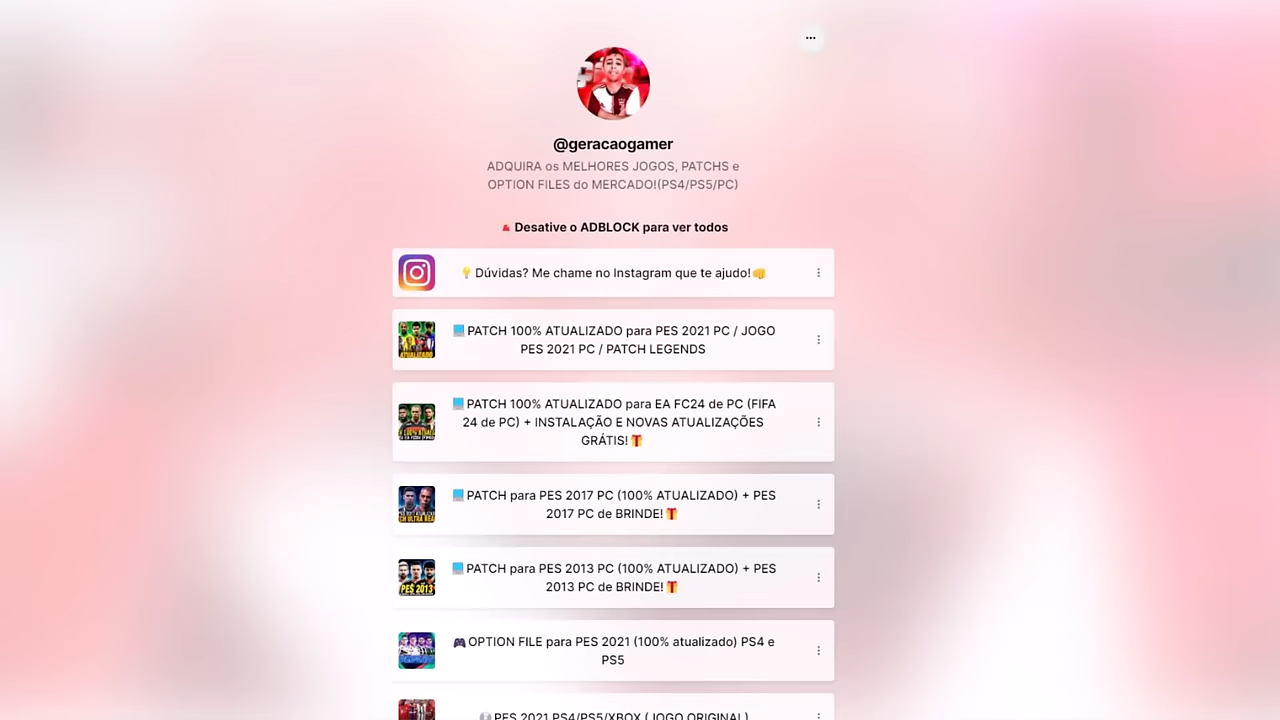 @geracaogamer
ADQUIRA os MELHORES JOGOS, PATCHS e
OPTION FILES do MERCADO!(PS4/PS5/PC)
Desative o ADBLOCK para ver todos
Dúvidas? Me chame no Instagram que te ajudo!
PATCH 100% ATUALIZADO para PES 2021 PC / JOGO
PES 2021 PC / PATCH LEGENDS
ATUALIZADO
PATCH 100% ATUALIZADO para EA FC24 de PC (FIFA
24 de PC) + INSTALAÇÃO E NOVAS ATUALIZAÇÕES
GRÁTIS!
PATCH para PES 2017 PC (100% ATUALIZADO) + PES
2017 PC de BRINDE!
PATCH para PES 2013 PC (100% ATUALIZADO) + PES
2013 PC de BRINDE!
PES 2013
OPTION FILE para PES 2021 (100% atualizado) PS4 e
PS5
PES 2021 PS4/PS5/XBOX ( JOGO ORIGINAL)